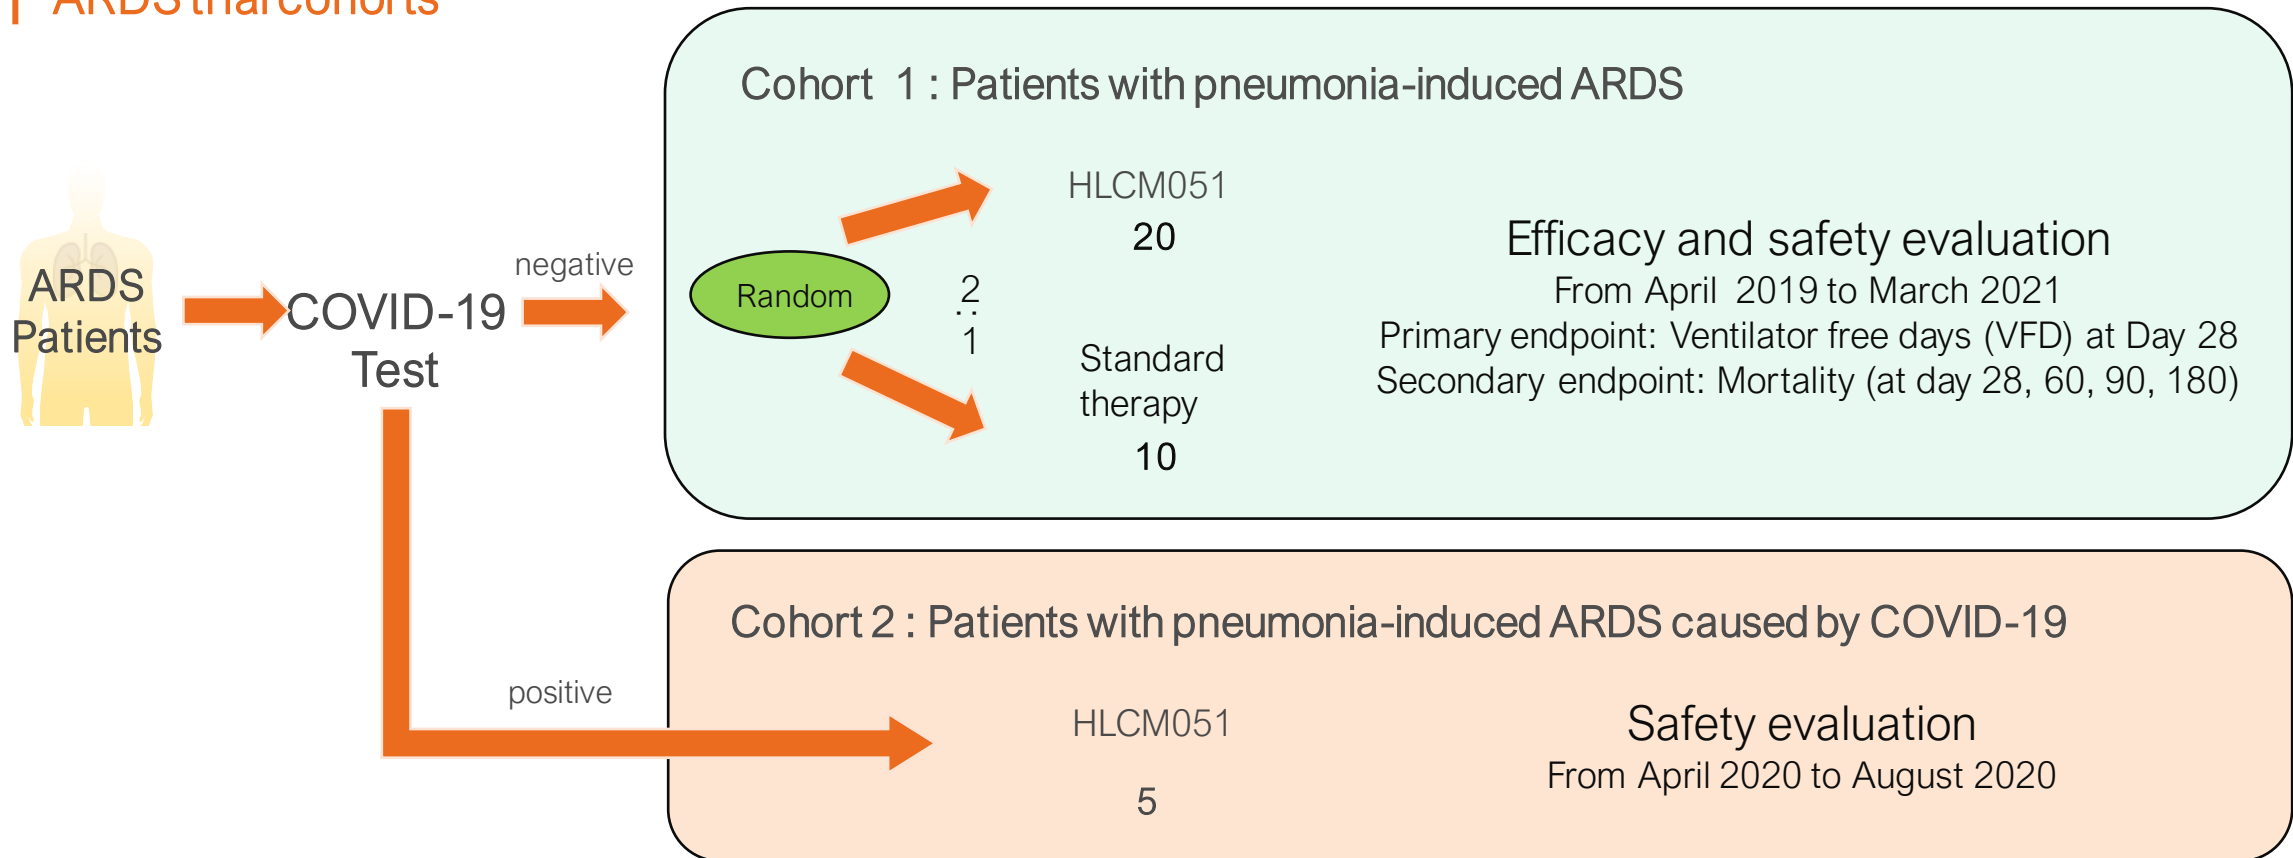 ARDS trial cohorts
Cohort 1 : Patients with pneumonia-induced ARDS
HLCM051
20
Random
2
:
1
Standard
therapy
10
Efficacy and safety evaluation
From April 2019 to March 2021
Primary endpoint: Ventilator free days (VFD) at Day 28
Secondary endpoint: Mortality (at day 28, 60, 90, 180)
ARDS
Patients
COVID-19
Test
negative
positive
Cohort 2 : Patients with pneumonia-induced ARDS caused by COVID-19
HLCM051
5
Safety evaluation
From April 2020 to August 2020